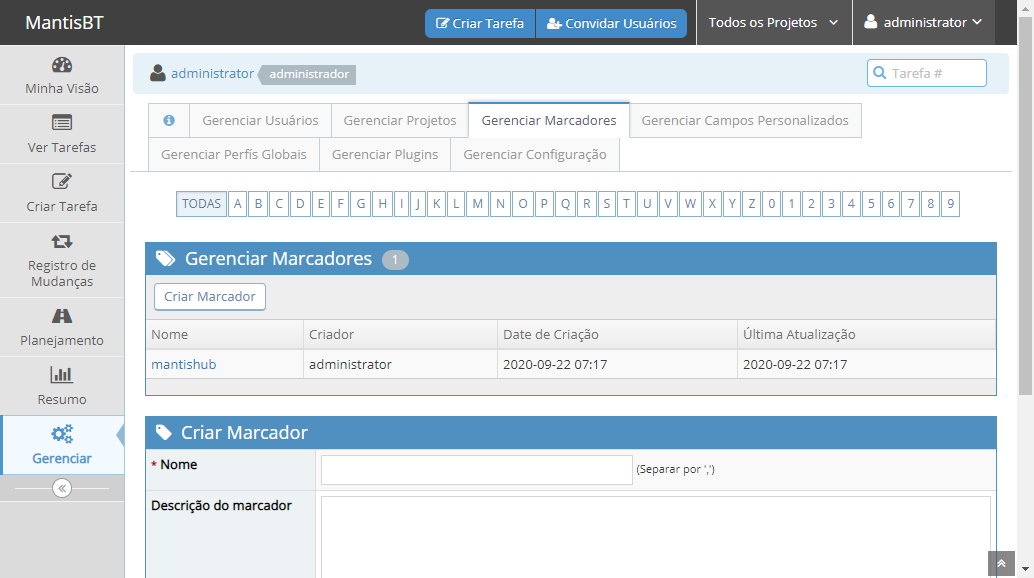 MantisBT
Criar Tarefa
Convidar Usuários
Todos os Projetos
administrator
Minha Visão
Ver Tarefas
Criar Tarefa
Registro de
Mudanças
Planejamento
Resumo
Gerenciar
administrator
administrador
Tarefa #
Gerenciar Usuários
Gerenciar Projetos
Gerenciar Marcadores
Gerenciar Campos Personalizados
Gerenciar Perfís Globais
Gerenciar Plugins
Gerenciar Configuração
TODAS A B C D E F G H I J K L M N O P Q R S T U V W X Y Z 0 1 2 3 4 5 6 7 8 9
Gerenciar Marcadores 1
Criar Marcador
Nome Criador Date de Criação Última Atualização
mantishub administrator 2020-09-22 07:17 2020-09-22 07:17
Criar Marcador
* Nome (Separar por ',')
Descrição do marcador